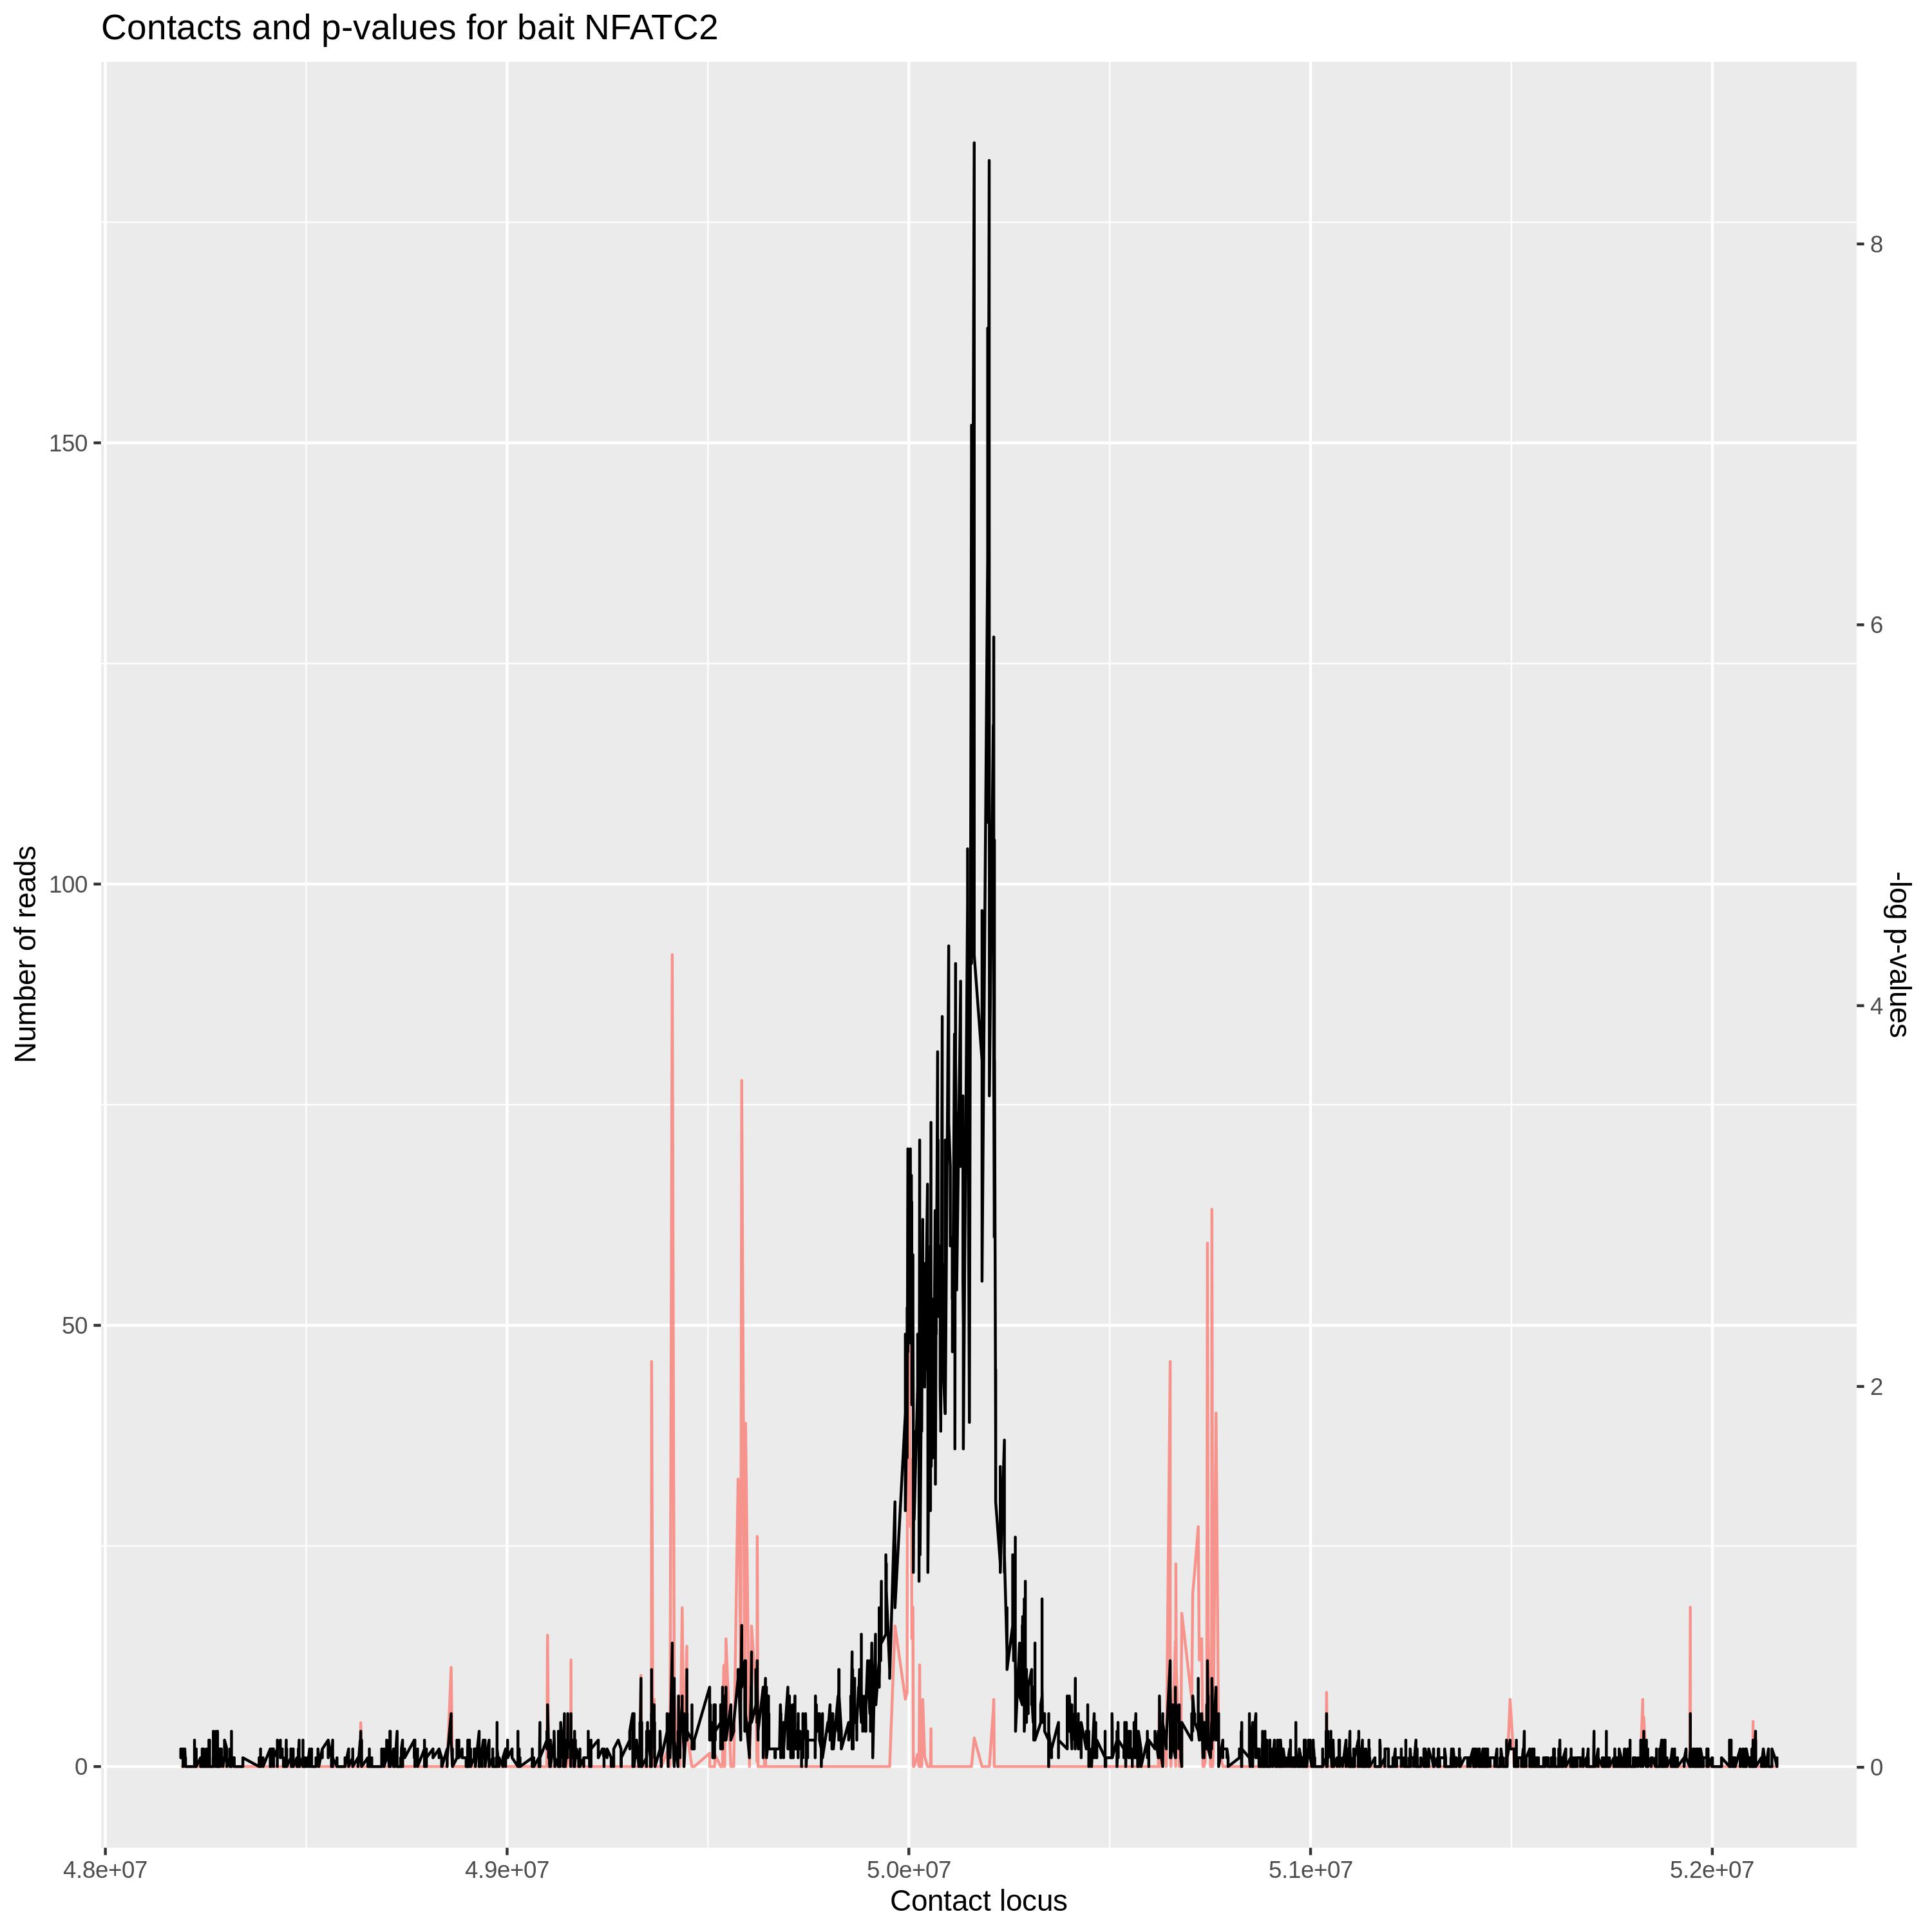 Contacts and p-values for bait NFATC2
Number of reads
150
100
50
0
8
6
4
2
0
-log p-values
4.8e+07 4.9e+07 5.0e+07 5.1e+07 5.2e+07
Contact locus